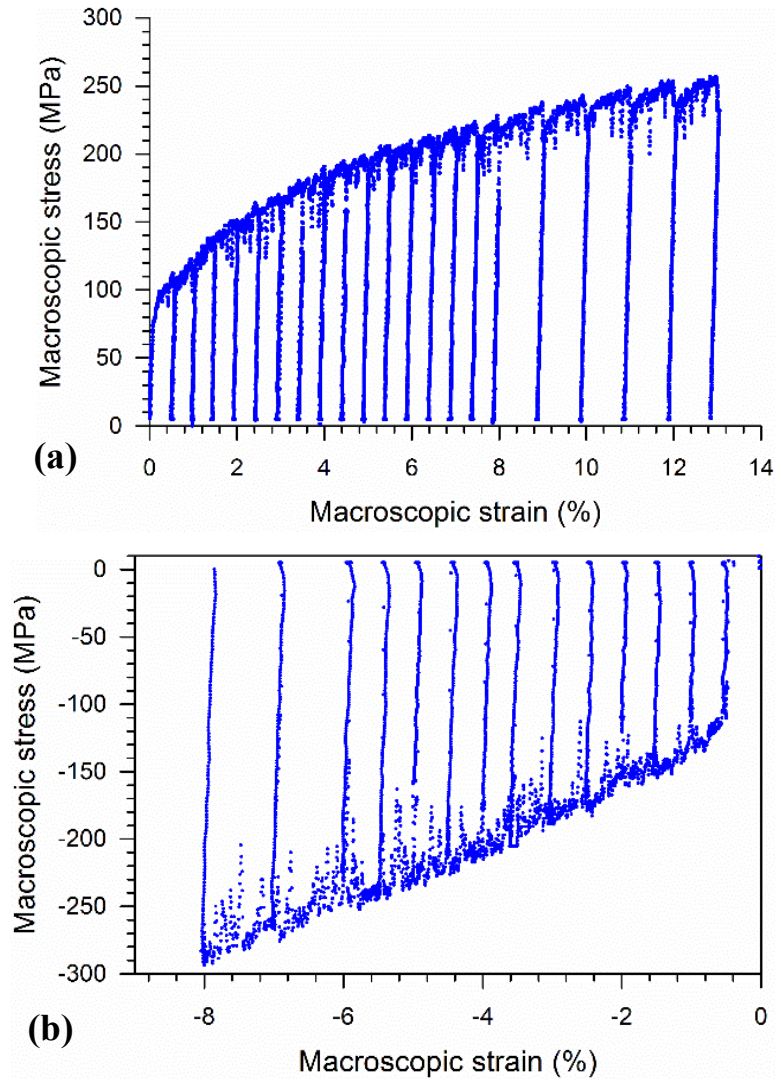 300
250
200
150
100
50
0
Macroscopic stress (MPa)
(a)
0 2 4 6 8 10 12 14
Macroscopic strain (%)
0
-50
-100
-150
-200
-250
-300
Macroscopic stress (MPa)
(b)
-8 -6 -4 -2 0
Macroscopic strain (%)